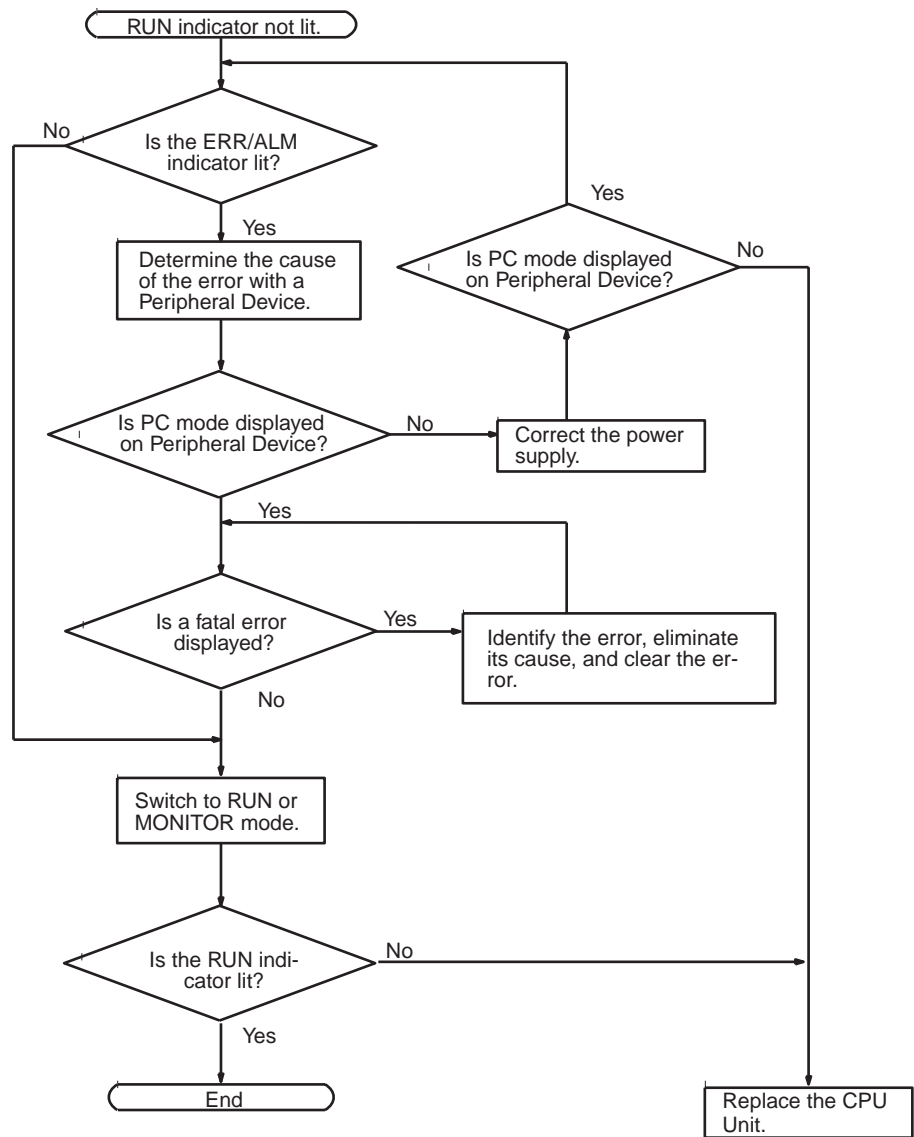 RUN indicator not lit.
No
Is the ERR/ALM
indicator lit?
Yes
Yes
Determine the cause
of the error with a
Peripheral Device.
Is PC mode displayed
on Peripheral Device?
No
Is PC mode displayed
on Peripheral Device?
No
Correct the power
supply.
Yes
Is a fatal error
displayed?
Yes
Identify the error, eliminate
its cause, and clear the er-
ror.
No
Switch to RUN or
MONITOR mode.
Is the RUN indi-
cator lit?
No
Yes
End
Replace the CPU
Unit.